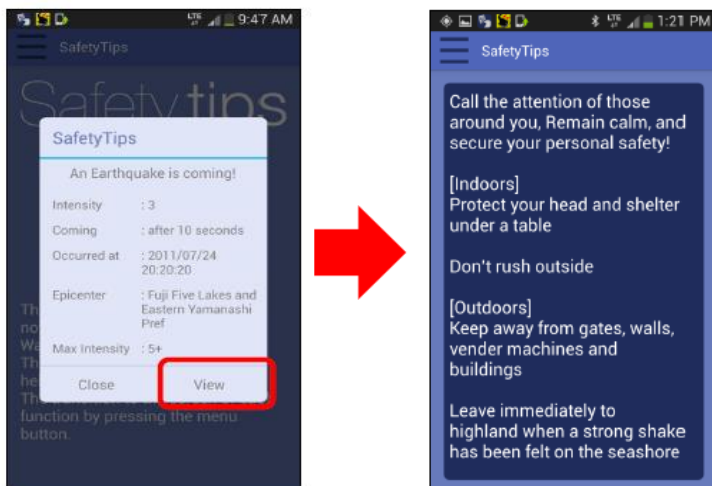 LTE 9:47 AM
SafetyTips
Safety tips
SafetyTips
An Earthquake is coming!
Intensity : 3
Coming : after 10 seconds
Occurred at : 2011/07/24
20:20:20
Epicenter : Fuji Five Lakes and
Eastern Yamanashi
Pref
Max Intensity : 5+
Close View
function by pressing the menu
button.
LTE 1:21 PM
SafetyTips
Call the attention of those
around you, Remain calm, and
secure your personal safety!
[Indoors]
Protect your head and shelter
under a table
Don't rush outside
[Outdoors]
Keep away from gates, walls,
vender machines and
buildings
Leave immediately to
highland when a strong shake
has been felt on the seashore